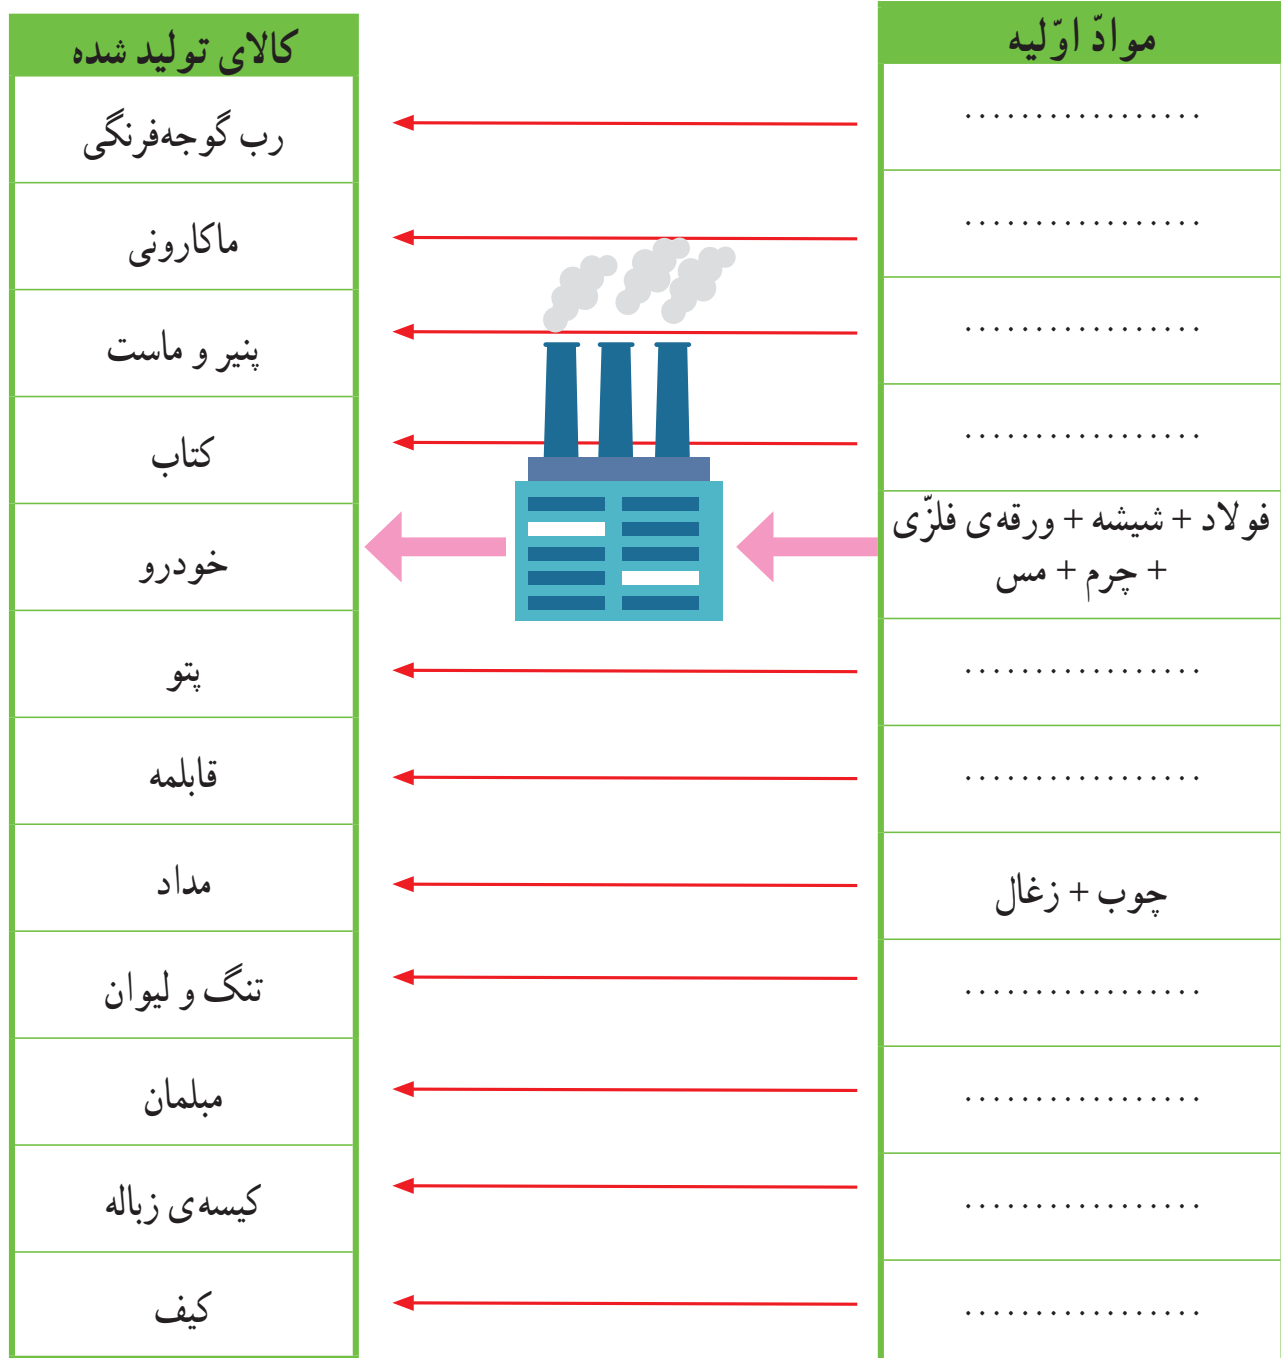 موادّ اوّلیه
کالای تولید شده
.................
رب گوجه‌فرنگی
.................
ماکارونی
.................
پنیر و ماست
.................
کتاب
فولاد + شیشه + ورقه‌ی فلزّی
+ چرم + مس
خودرو
.................
پتو
.................
قابلمه
چوب + زغال
مداد
.................
تنگ و لیوان
.................
مبلمان
.................
کیسه‌ی زباله
.................
کیف